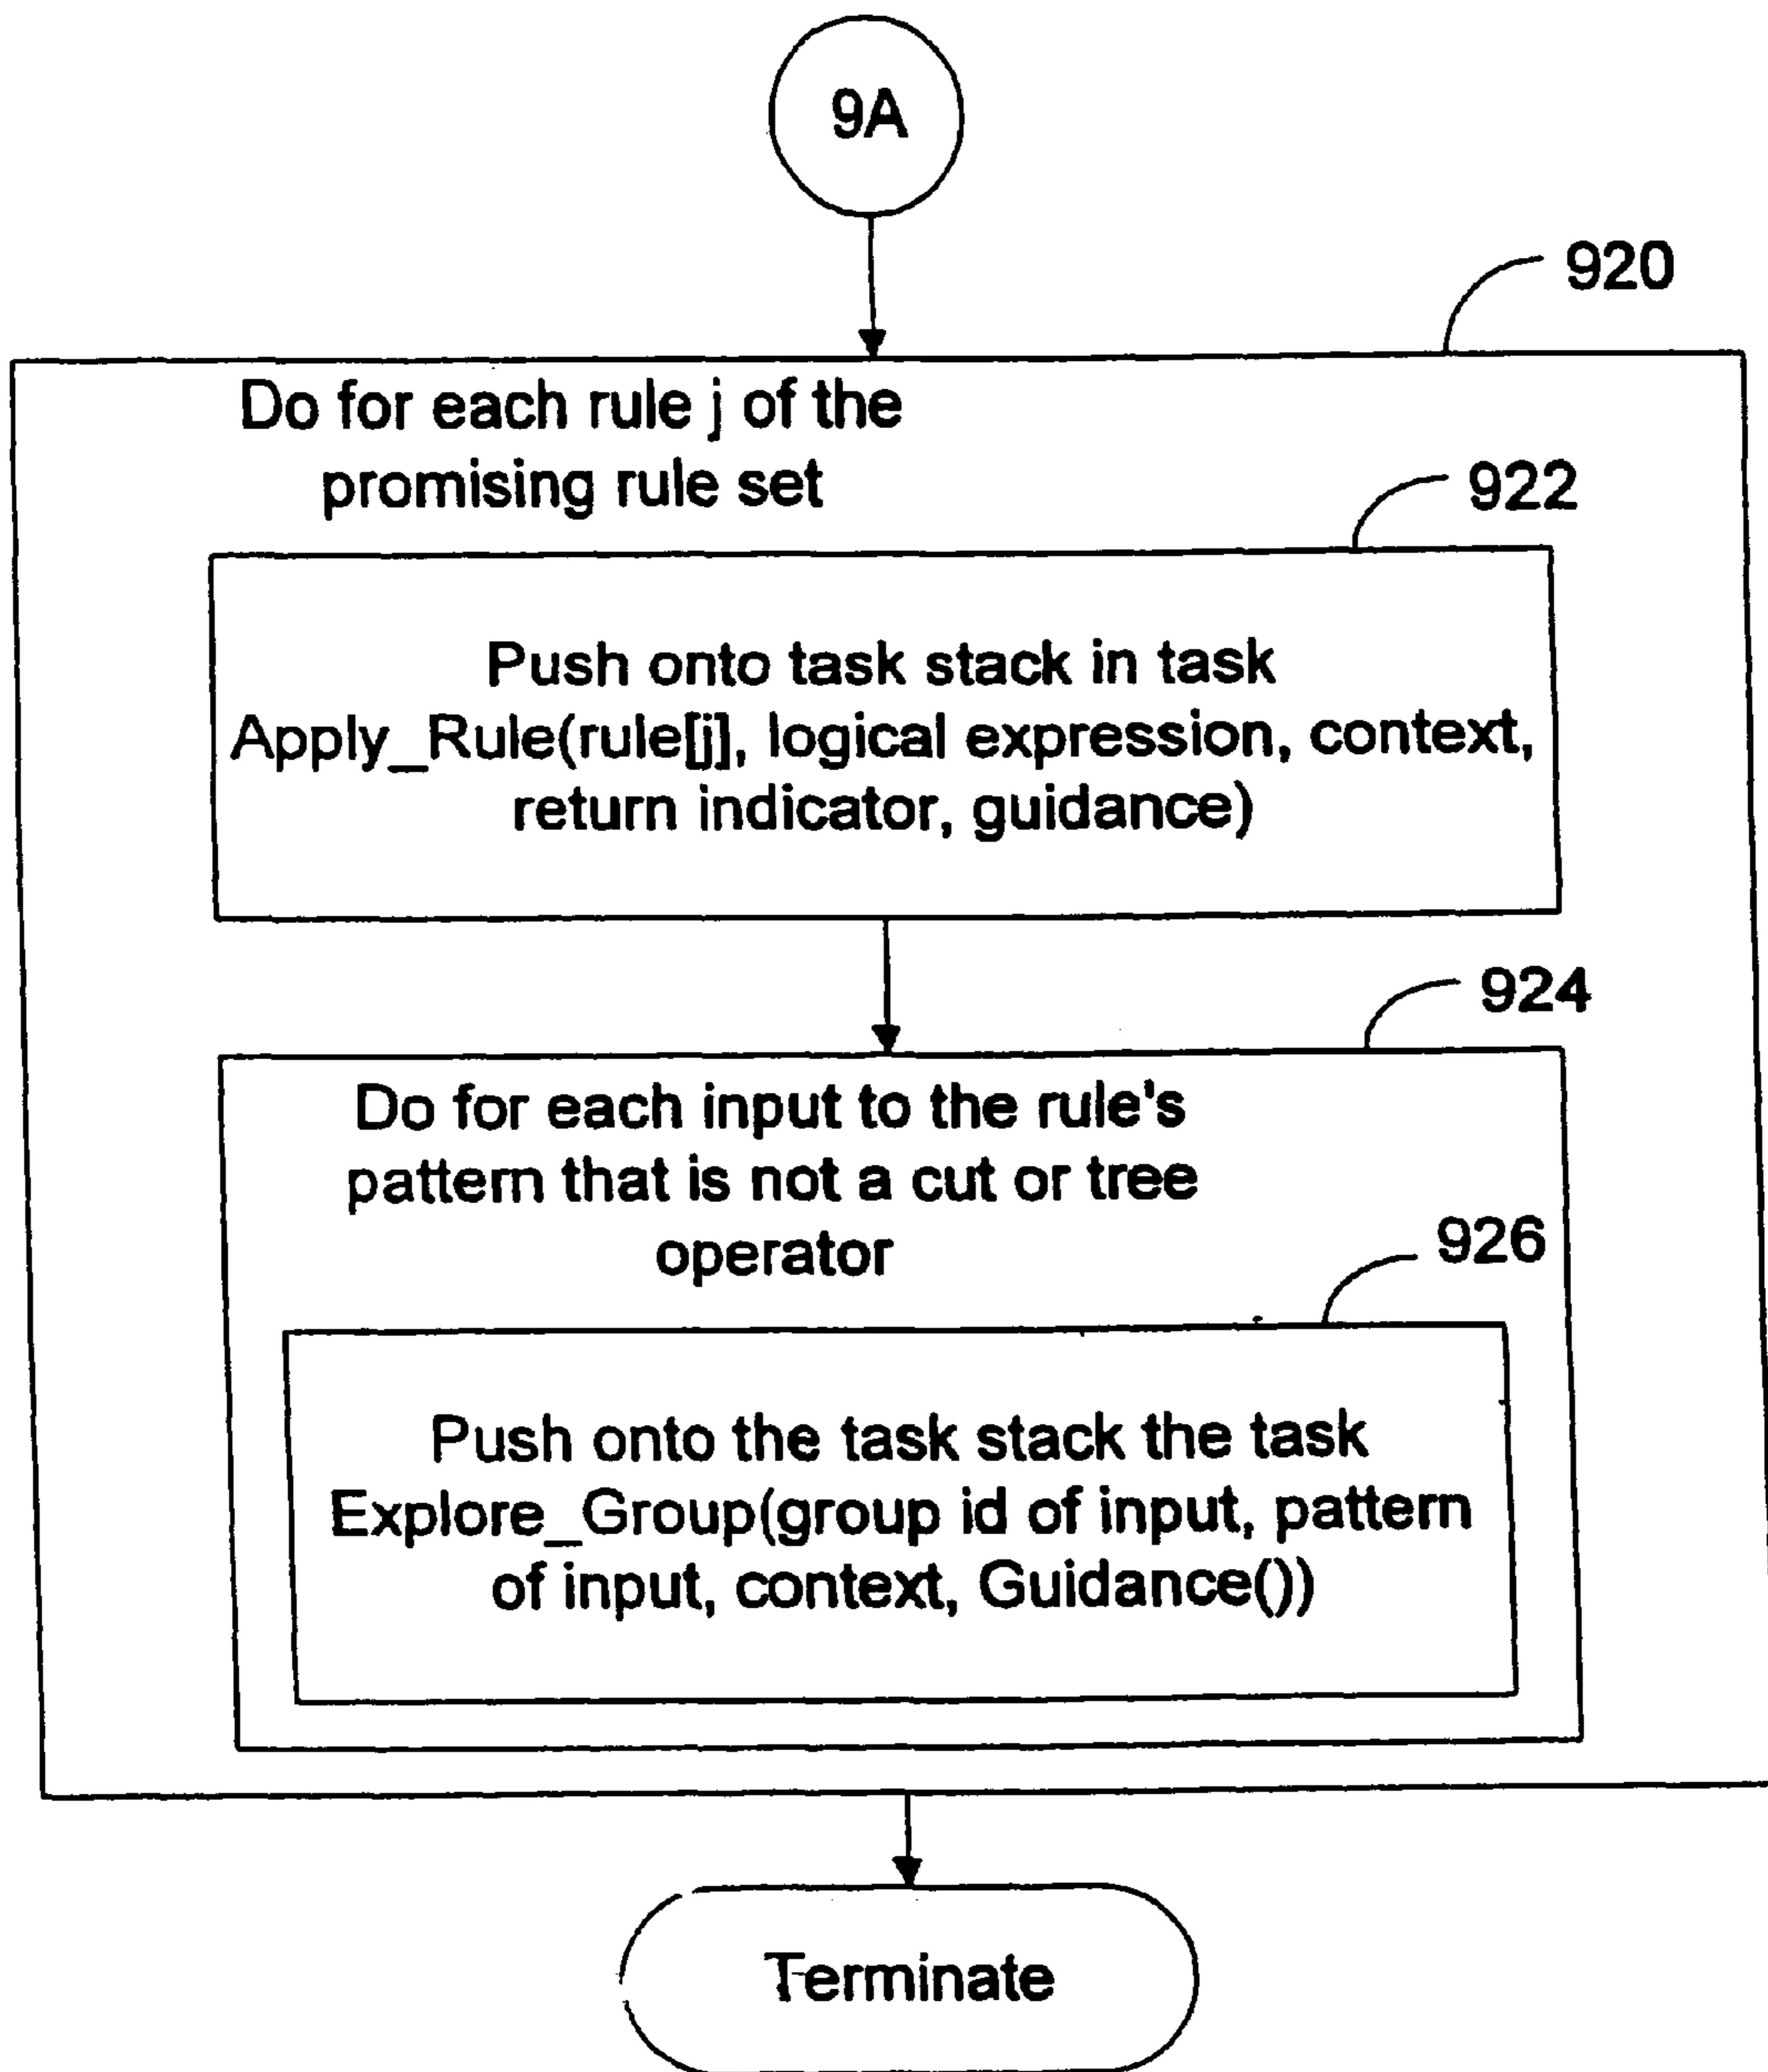 9A
920
Do for each rule j of the
promising rule set
922
Push onto task stack in task
Apply_Rule(rule[j], logical expression, context,
return indicator, guidance)
924
Do for each input to the rule's
pattern that is not a cut or tree
operator
926
Push onto the task stack the task
Explore_Group(group id of input, pattern
of input, context, Guidance())
Terminate